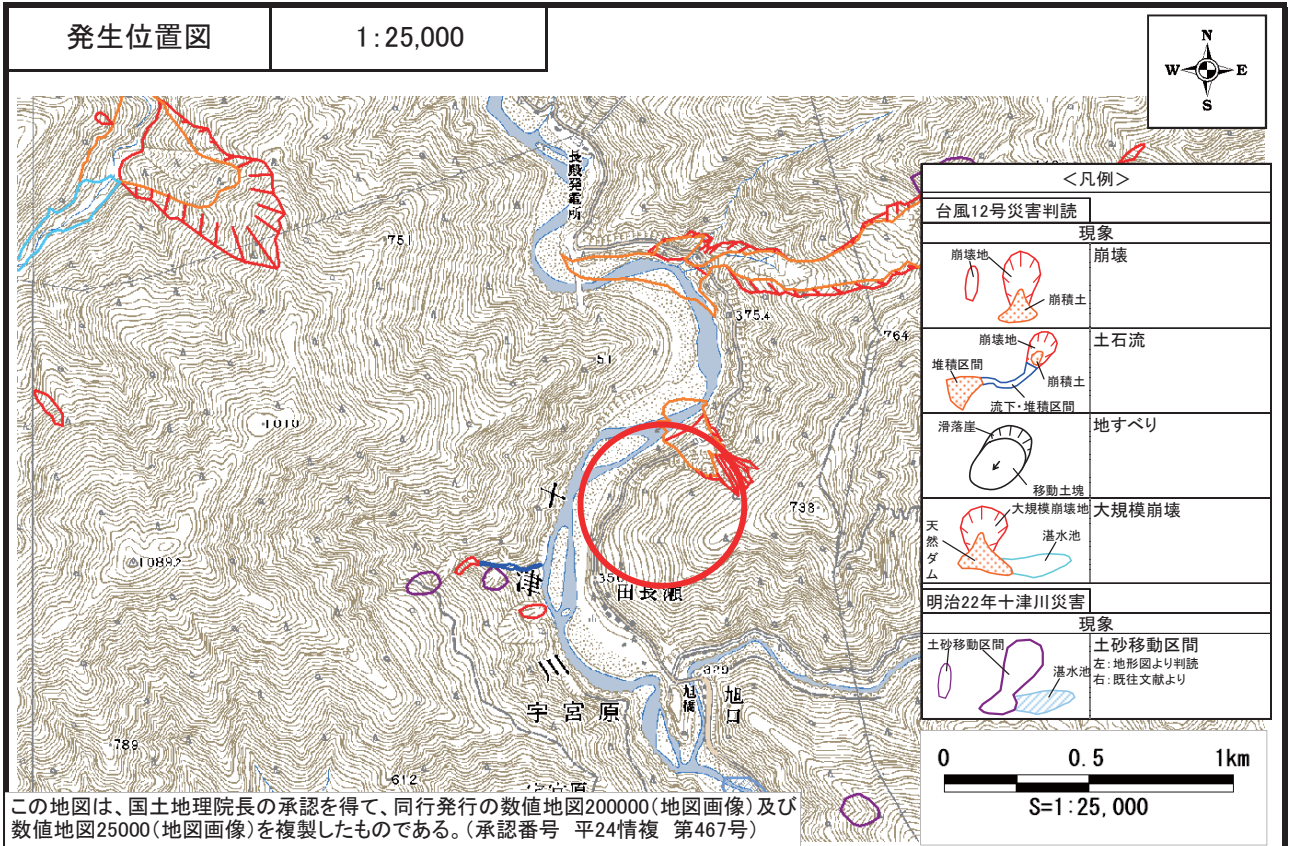 発生位置図
1:25,000
N
W
E
S
長殿発電所
751
375.4
764
51
1010
738
十
1089.2
津
田長瀬
川
329
旭橋
旭口
宇宮原
789
612
<凡例>
台風12号災害判読
現象
崩壊地
崩積土
崩壊
崩壊地
堆積区間
崩積土
流下・堆積区間
土石流
滑落崖
移動土塊
地すべり
大規模崩壊地
天然ダム
湛水池
大規模崩壊
明治22年十津川災害
現象
土砂移動区間
湛水池
土砂移動区間
左:地形図より判読
右:既往文献より
0 0.5 1km
S=1:25,000
この地図は、国土地理院長の承認を得て、同行発行の数値地図200000(地図画像)及び
数値地図25000(地図画像)を複製したものである。(承認番号 平24情複 第467号)